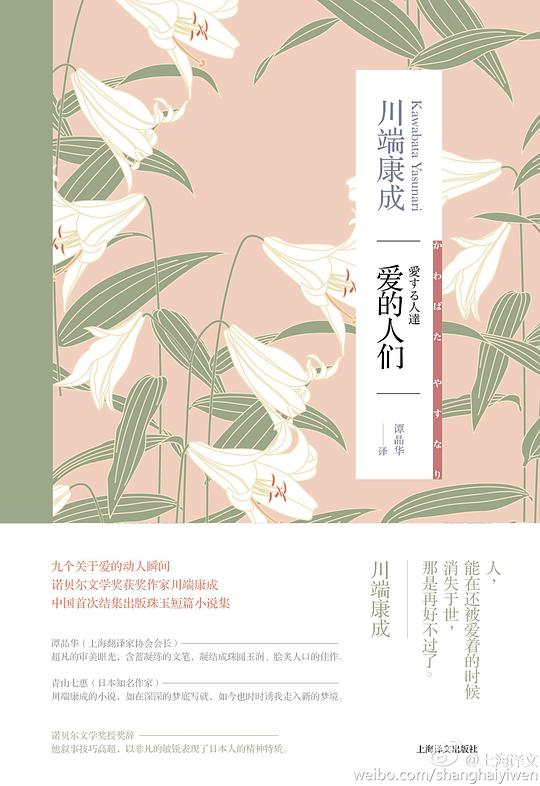 川端康成
Kawabata Yasunari
爱的人们
愛する人達
かわばた やすなり
谭晶华
——译
九个关于爱的动人瞬间
诺贝尔文学奖获奖作家川端康成
中国首次结集出版珠玉短篇小说集
谭晶华（上海翻译家协会会长）
超凡的审美眼光，含蓄凝练的文笔，凝结成珠圆玉润、脍炙人口的佳作。
青山七惠（日本知名作家）
川端康成的小说，如在深深的梦底写就，如今也时时诱我走入新的梦境。
诺贝尔文学奖授奖辞
他叙事技巧高超，以非凡的敏锐表现了日本人的精神特质。
人，
能在还被爱着的时候
消失于世，
那是再好不过了。
川端康成
上海译文出版社
@上海译文
weibo.com/shanghaiyiwen